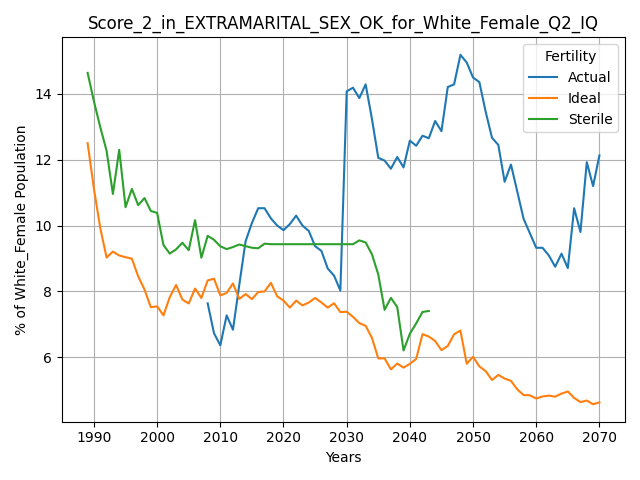 Score_2_in_EXTRAMARITAL_SEX_OK_for_White_Female_Q2_IQ
Fertility
Actual
Ideal
Sterile
% of White_Female Population
14
12
10
8
6
1990 2000 2010 2020 2030 2040 2050 2060 2070
Years